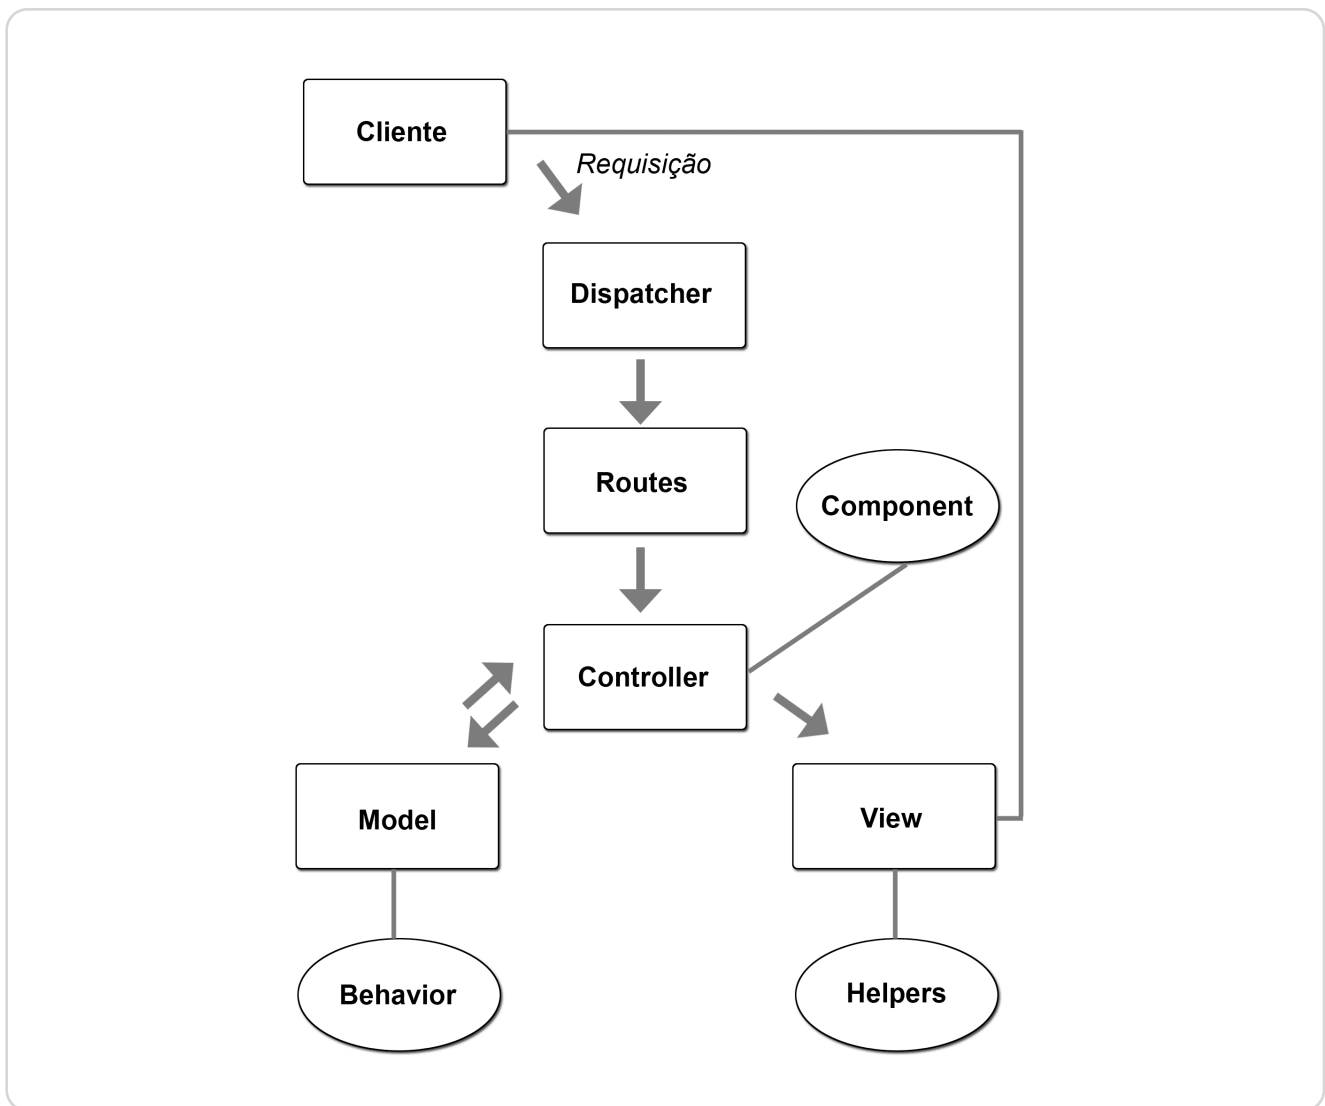 Cliente
Requisição
Dispatcher
Routes
Component
Controller
Model
View
Behavior
Helpers